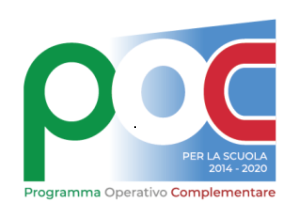 poc
PER LA SCUOLA
2014 - 2020
Programma Operativo Complementare